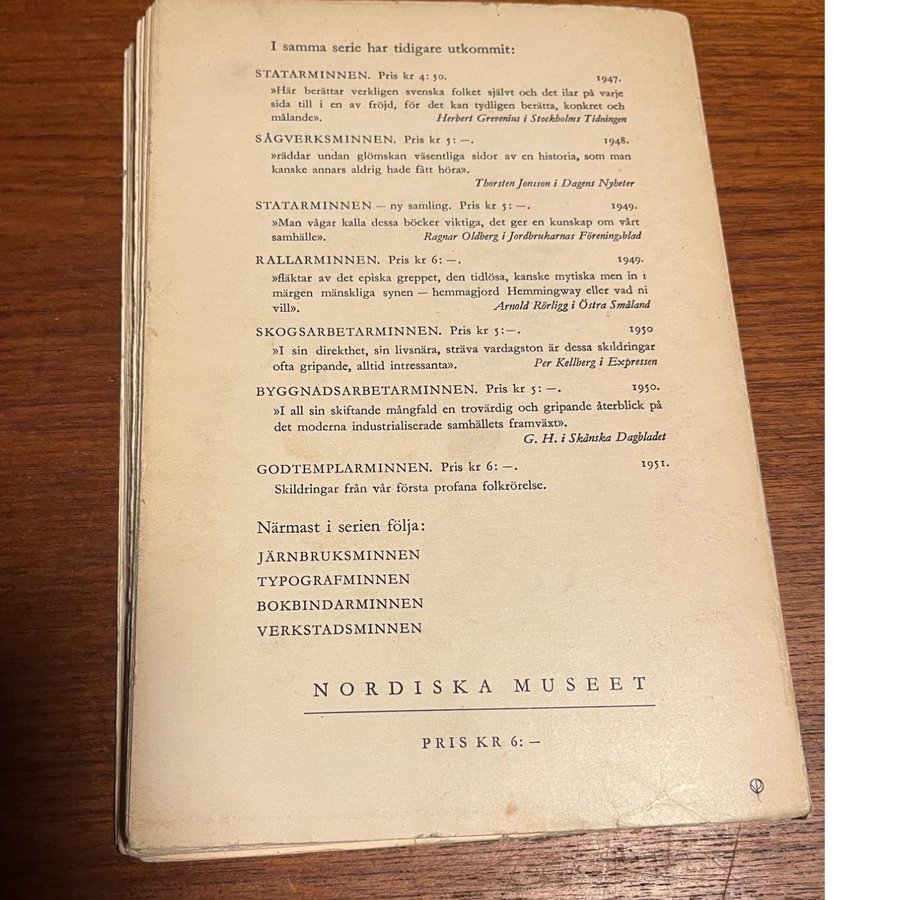 I samma serie har tidigare utkommit:
STATARMINNEN. Pris kr 4: 50. 1947.
»Här berättar verkligen svenska folket självt och det ilar på varje
sida till i en av fröjd, för det kan tydligen berätta, konkret och
målande». Herbert Grevenius i Stockholms Tidningen
SÅGVERKSMINNEN. Pris kr 5: —. 1948.
»räddar undan glömskan väsentliga sidor av en historia, som man
kanske annars aldrig hade fått höra».
Thorsten Jonsson i Dagens Nyheter
STATARMINNEN — ny samling. Pris kr 5: —. 1949.
»Man vågar kalla dessa böcker viktiga, det ger en kunskap om vårt
samhälle». Ragnar Oldberg i Jordbrukarnas Föreningsblad
RALLARMINNEN. Pris kr 6: —. 1949.
»fläktar av det episka greppet, den tidlösa, kanske mytiska men in i
märgen mänskliga synen — hemmagjord Hemmingway eller vad ni
vill». Arnold Rörligg i Östra Småland
SKOGSARBETARMINNEN. Pris kr 5:—. 1950
»I sin direkthet, sin livsnära, sträva vardagston är dessa skildringar
ofta gripande, alltid intressanta». Per Kellberg i Expressen
BYGGNADSARBETARMINNEN. Pris kr 5: —. 1950.
»I all sin skiftande mångfald en trovärdig och gripande återblick på
det moderna industrialiserade samhällets framväxt».
G. H. i Skånska Dagbladet
GODTEMPLARMINNEN. Pris kr 6: —. 1951.
Skildringar från vår första profana folkrörelse.
Närmast i serien följa:
JÄRNBRUKSMINNEN
TYPOGRAFMINNEN
BOKBINDARMINNEN
VERKSTADSMINNEN
NORDISKA MUSEET
PRIS KR 6: —